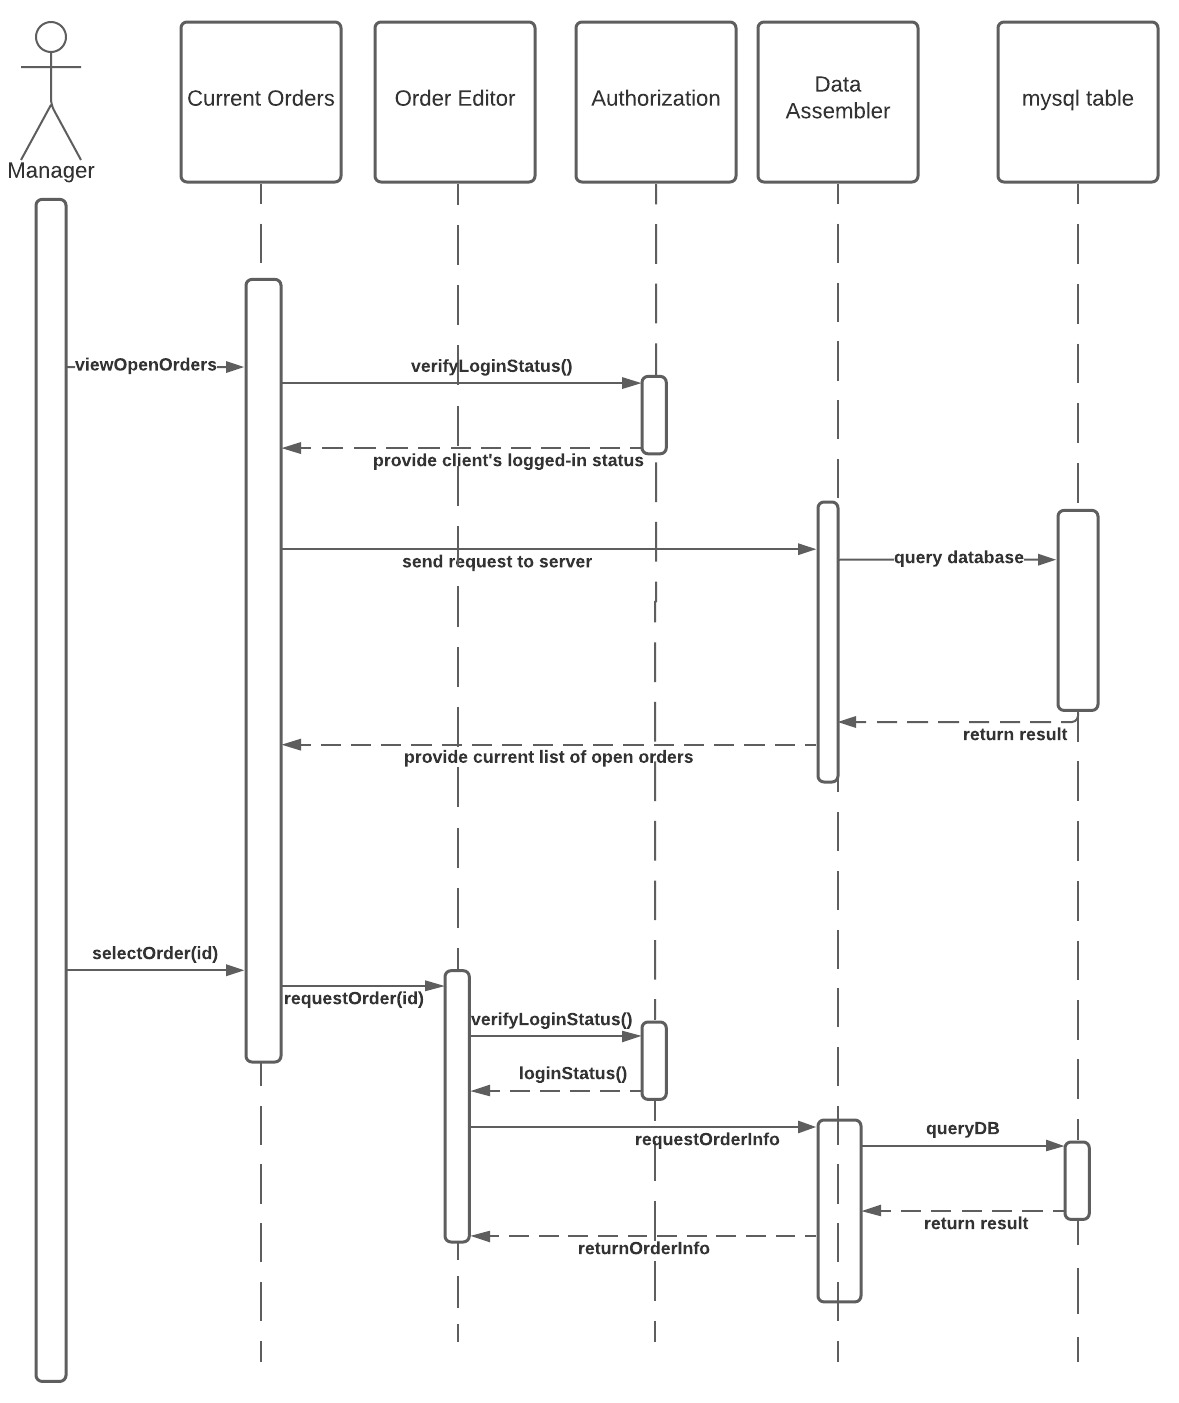 Manager
Current Orders
Order Editor
Authorization
Data
Assembler
mysql table
viewOpenOrders
verifyLoginStatus()
provide client's logged-in status
send request to server
query database
return result
provide current list of open orders
selectOrder(id)
requestOrder(id)
verifyLoginStatus()
loginStatus()
requestOrderInfo
queryDB
return result
returnOrderInfo